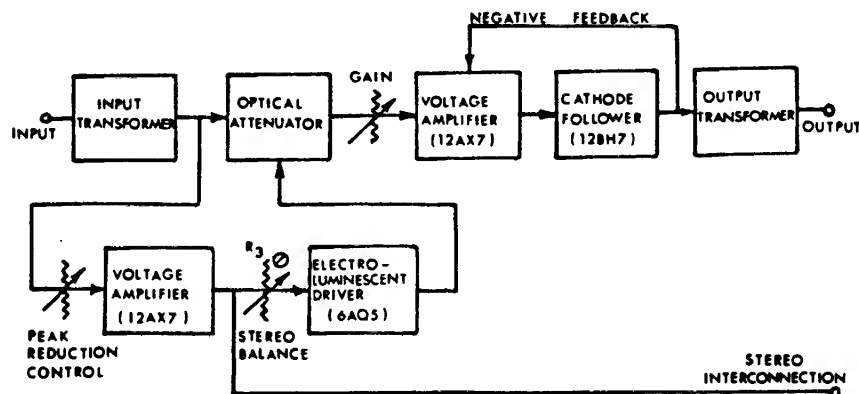 NEGATIVE FEEDBACK
GAIN
INPUT
TRANSFORMER
OPTICAL
ATTENUATOR
VOLTAGE
AMPLIFIER
(12AX7)
CATHODE
FOLLOWER
(12BH7)
OUTPUT
TRANSFORMER
INPUT
OUTPUT
R3
VOLTAGE
AMPLIFIER
(12AX7)
ELECTRO-
LUMINESCENT
DRIVER
(6AQ5)
PEAK
REDUCTION
CONTROL
STEREO
BALANCE
STEREO
INTERCONNECTION